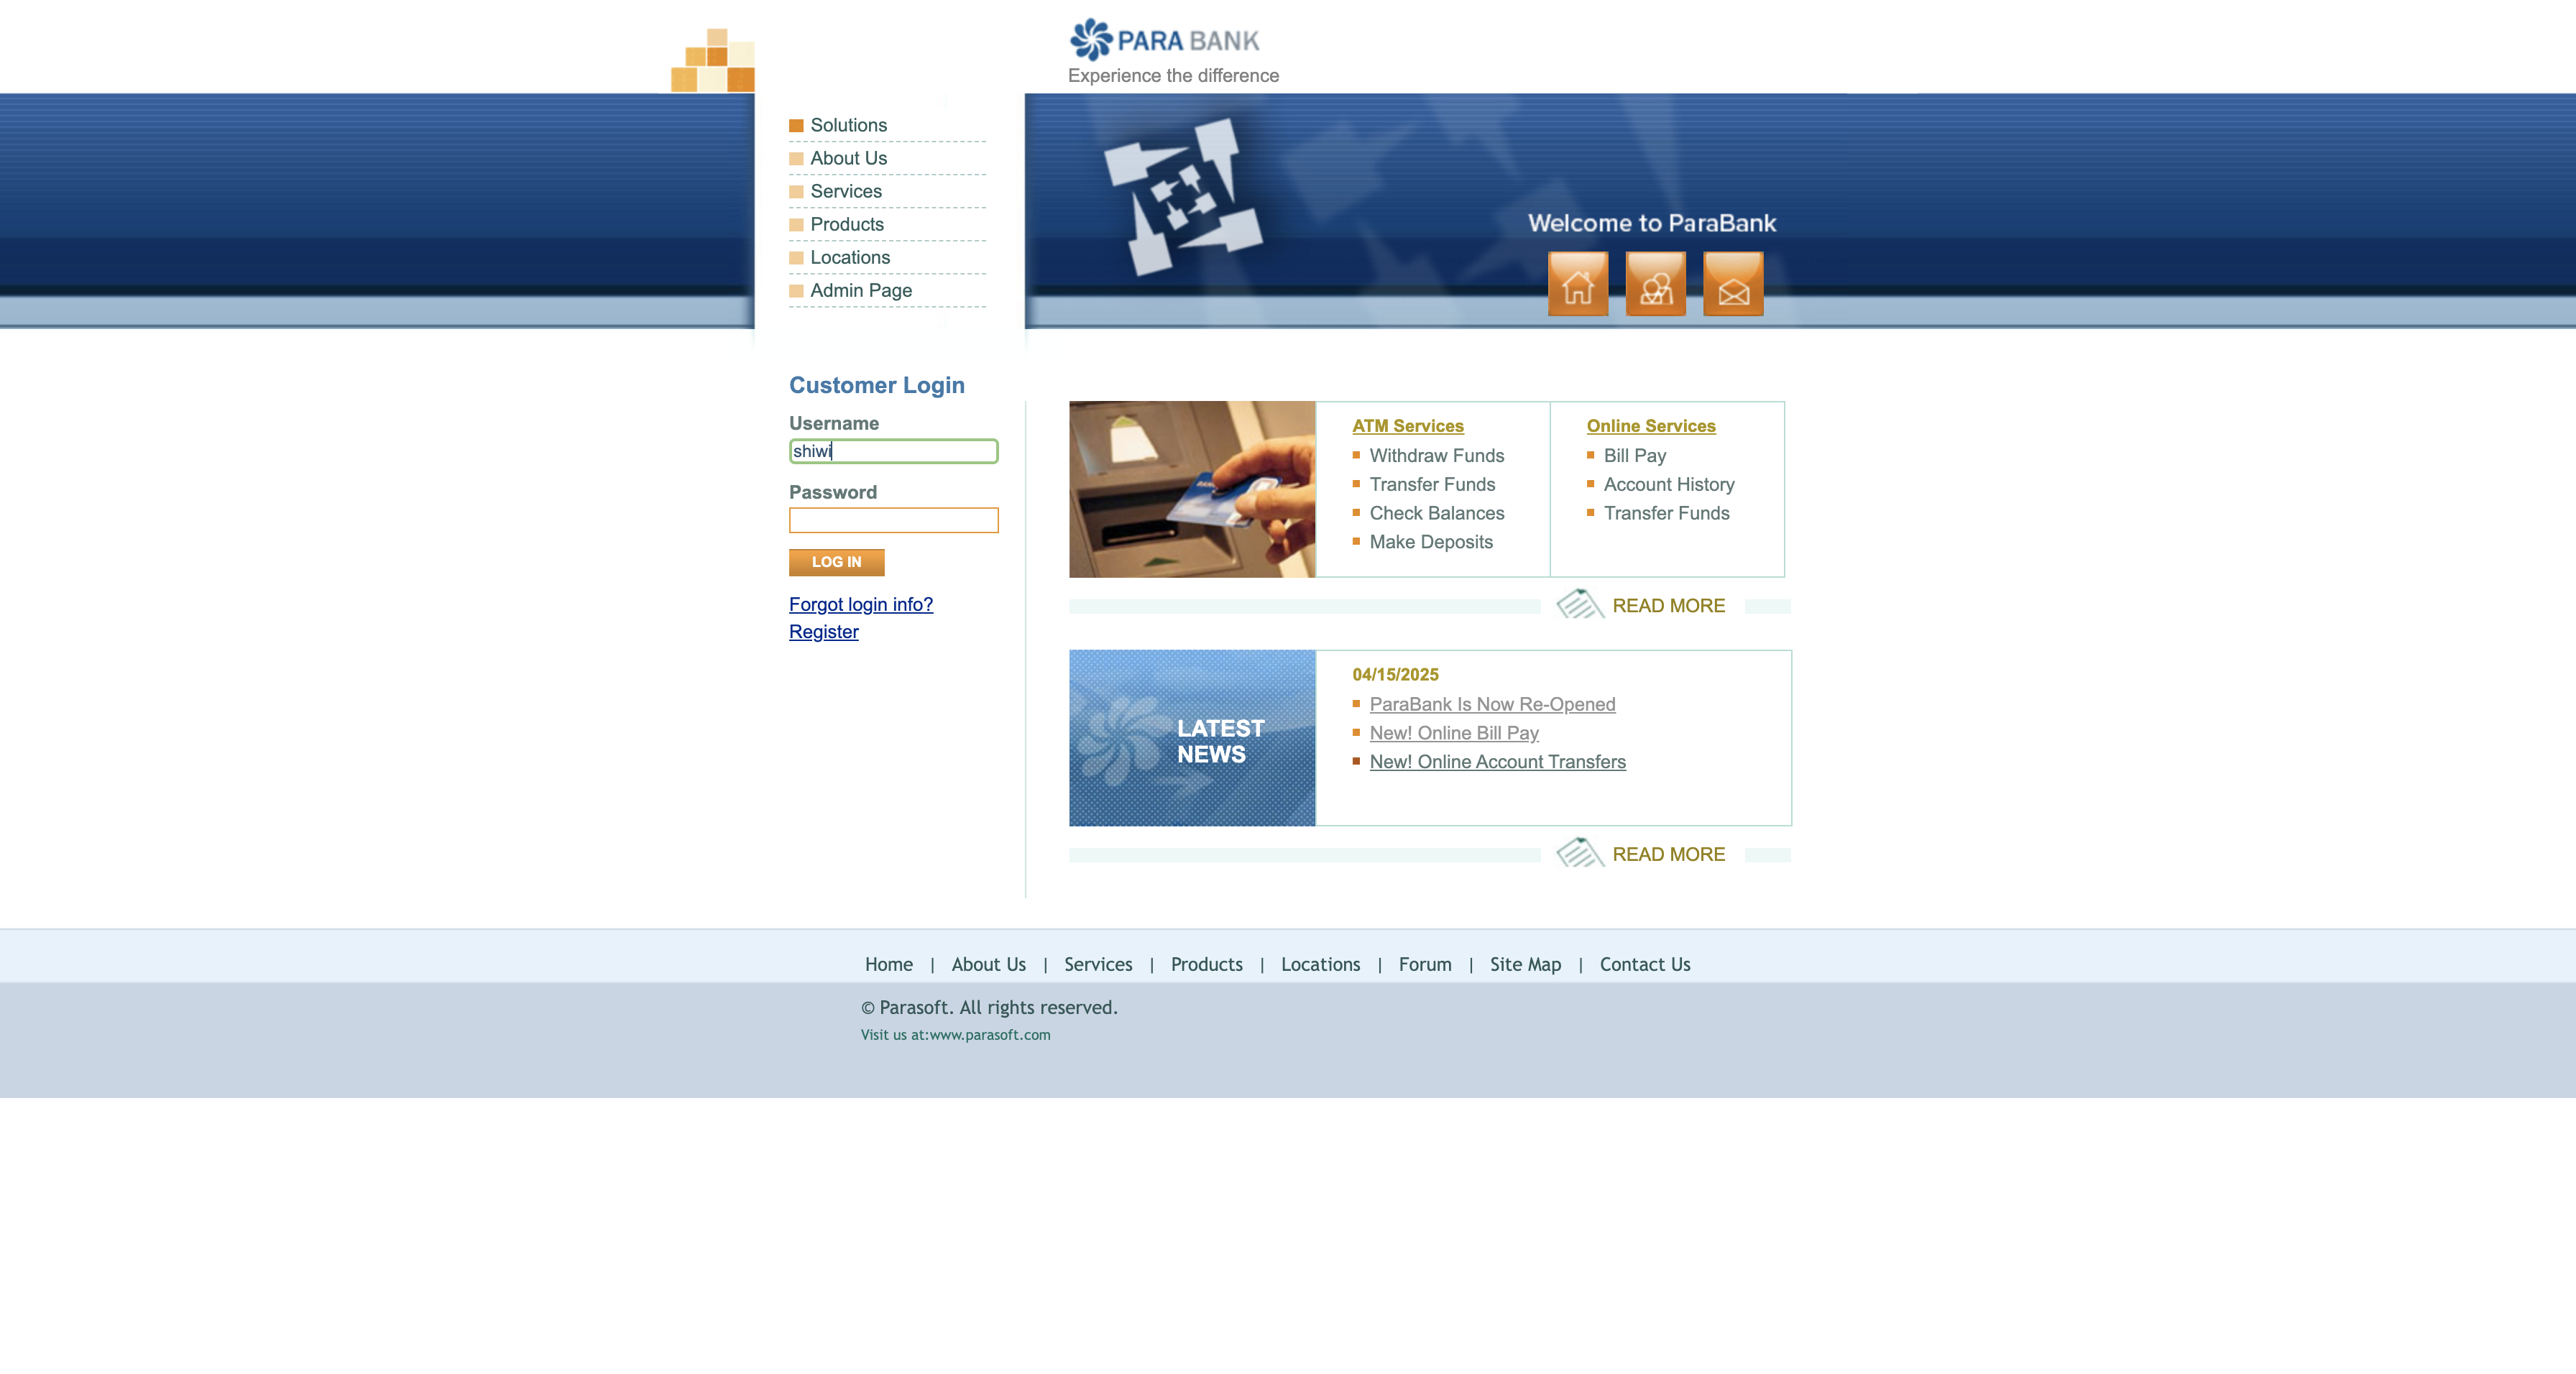 PARA BANK
Experience the difference
Solutions
About Us
Services
Products
Locations
Admin Page
Welcome to ParaBank
Customer Login
Username
shiwi
Password
LOG IN
Forgot login info?
Register
ATM Services
Withdraw Funds
Transfer Funds
Check Balances
Make Deposits
Online Services
Bill Pay
Account History
Transfer Funds
READ MORE
LATEST
NEWS
04/15/2025
ParaBank Is Now Re-Opened
New! Online Bill Pay
New! Online Account Transfers
READ MORE
Home | About Us | Services | Products | Locations | Forum | Site Map | Contact Us
© Parasoft. All rights reserved.
Visit us at:www.parasoft.com